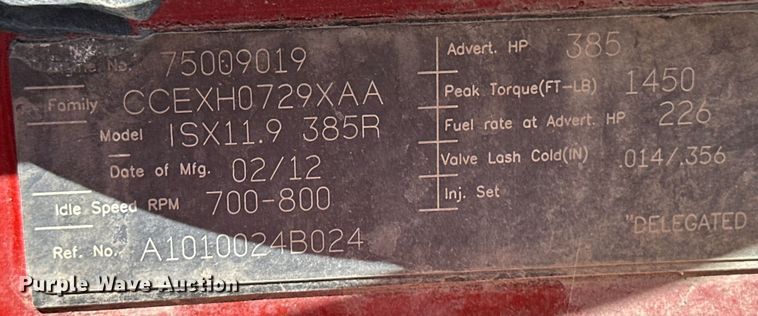 No. 75009019
Family CCEXH0729XAA
Model ISX11.9 385R
Date of Mfg. 02/12
Idle Speed RPM 700-800
Ref. No. A1010024B024
Advert. HP 385
Peak Torque(FT-LB) 1450
Fuel rate at Advert. HP 226
Valve Lash Cold(IN) .014/.356
Inj. Set
"DELEGATED
Purple Wave Auction